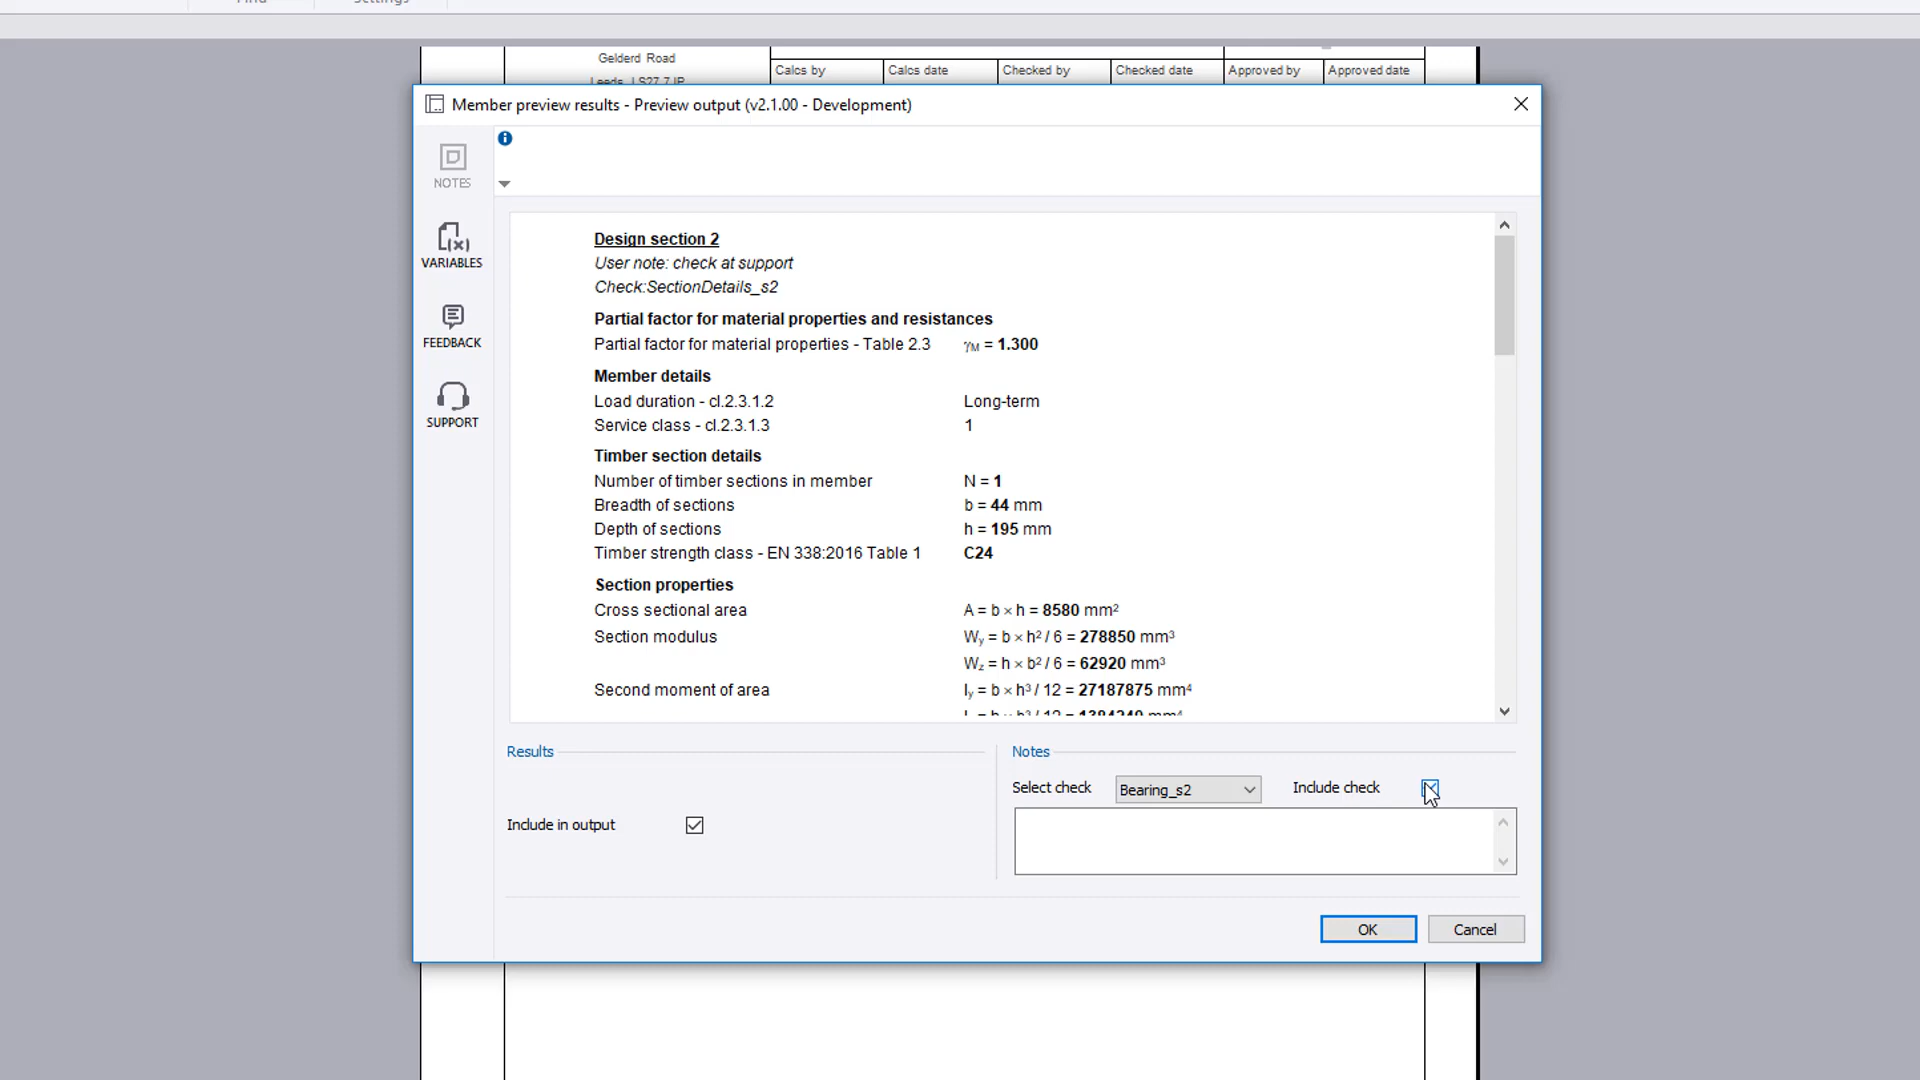 Find
Settings
Gelderd Road
Leeds, LS27 7JP
Calcs by
Calcs date
Checked by
Checked date
Approved by
Approved date
Member preview results - Preview output (v2.1.00 - Development)
NOTES
VARIABLES
FEEDBACK
SUPPORT
Design section 2
User note: check at support
Check:SectionDetails_s2
Partial factor for material properties and resistances
Partial factor for material properties - Table 2.3 γM = 1.300
Member details
Load duration - cl.2.3.1.2 Long-term
Service class - cl.2.3.1.3 1
Timber section details
Number of timber sections in member N = 1
Breadth of sections b = 44 mm
Depth of sections h = 195 mm
Timber strength class - EN 338:2016 Table 1 C24
Section properties
Cross sectional area A = b × h = 8580 mm²
Section modulus Wy = b × h² / 6 = 278850 mm³
Wz = h × b² / 6 = 62920 mm³
Second moment of area Iy = b × h³ / 12 = 27187875 mm⁴
Results
Include in output
Notes
Select check Bearing_s2 Include check
OK
Cancel